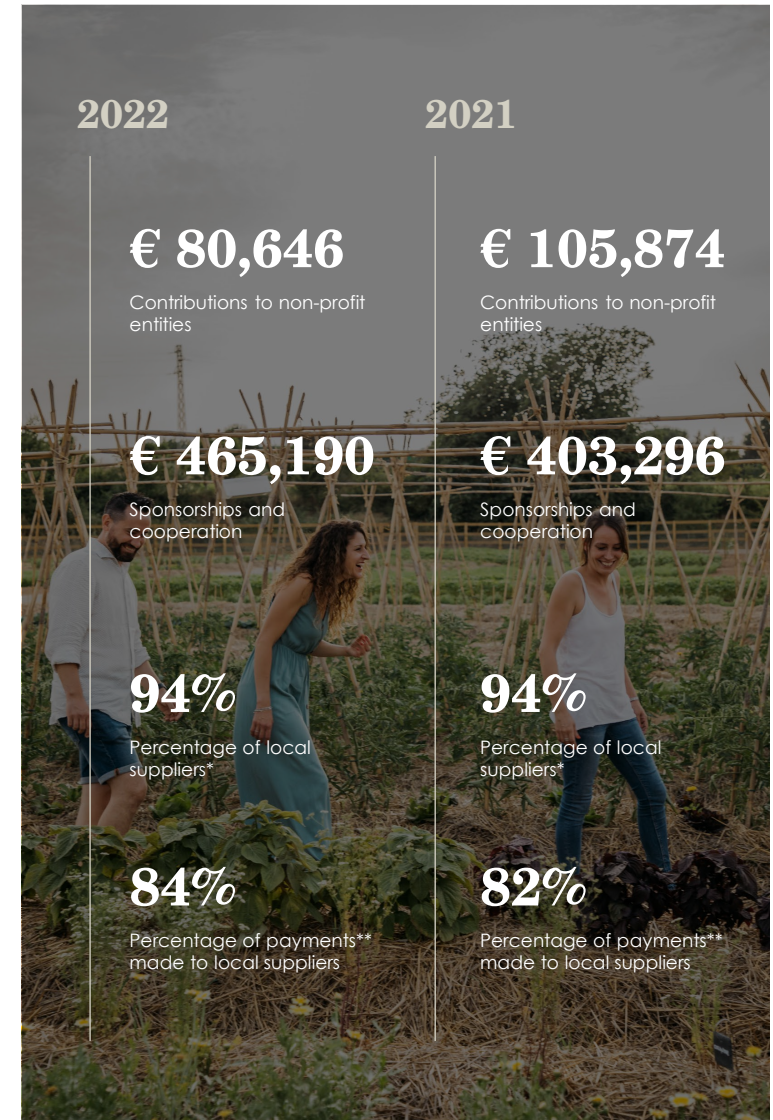 2022
€ 80,646
Contributions to non-profit
entities
€ 465,190
Sponsorships and
cooperation
94%
Percentage of local
suppliers*
84%
Percentage of payments**
made to local suppliers
2021
€ 105,874
Contributions to non-profit
entities
€ 403,296
Sponsorships and
cooperation
94%
Percentage of local
suppliers*
82%
Percentage of payments**
made to local suppliers